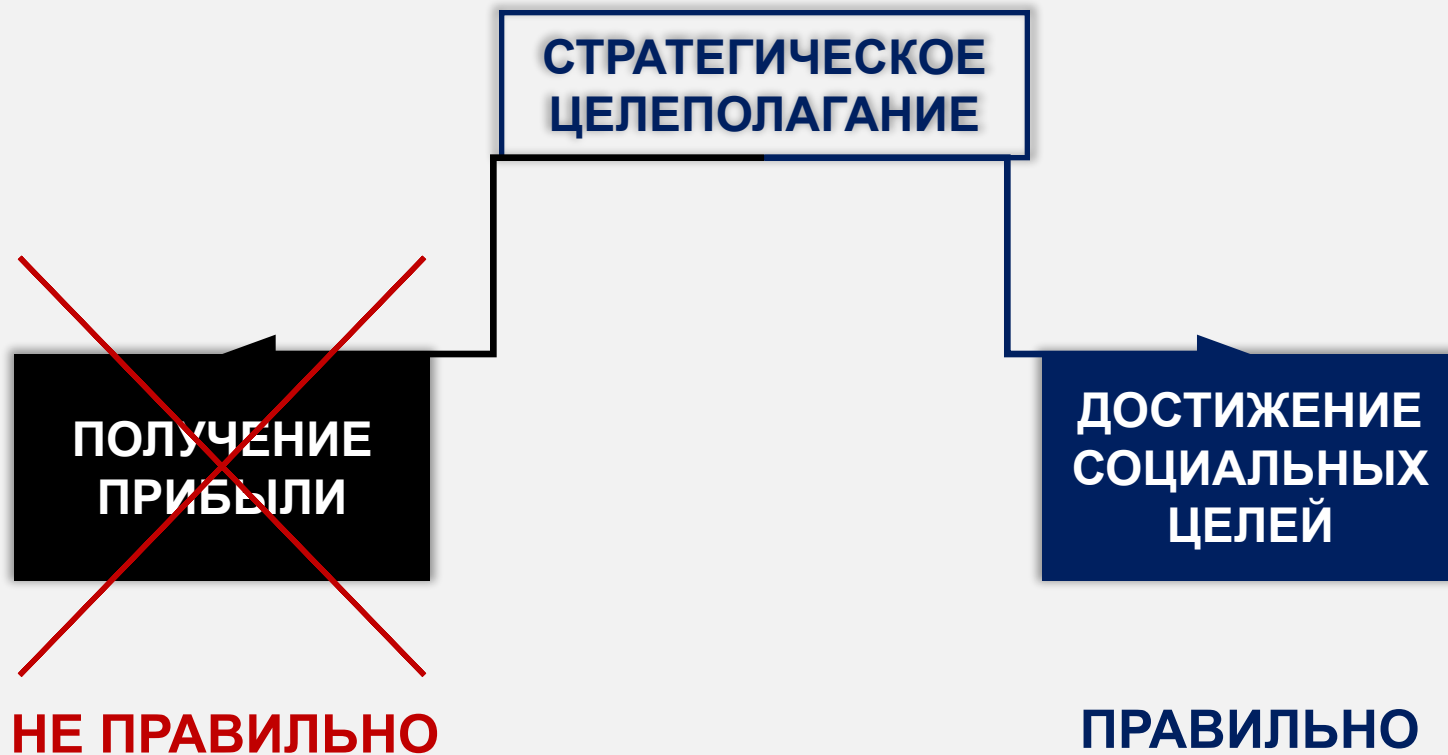 СТРАТЕГИЧЕСКОЕ
ЦЕЛЕПОЛАГАНИЕ
ПОЛУЧЕНИЕ
ПРИБЫЛИ
ДОСТИЖЕНИЕ
СОЦИАЛЬНЫХ
ЦЕЛЕЙ
НЕ ПРАВИЛЬНО
ПРАВИЛЬНО